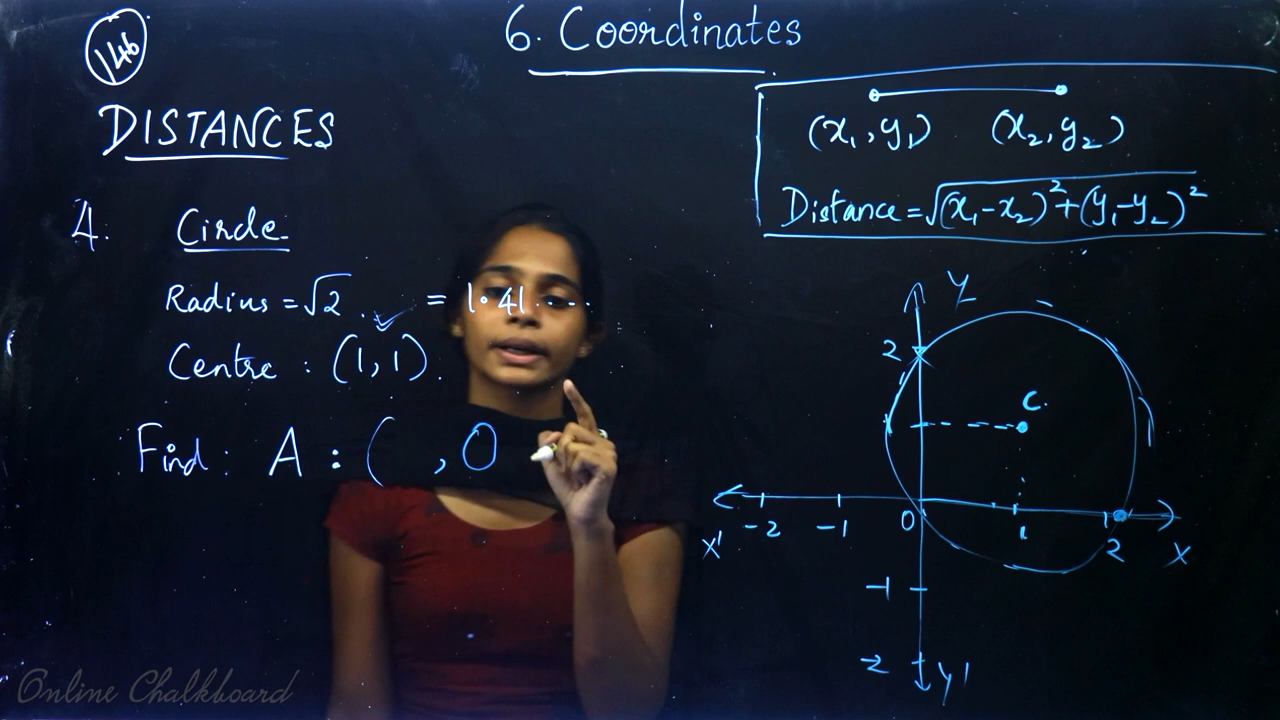 146
6. Coordinates
DISTANCES
(x₁, y₁) (x₂, y₂)
Distance = √(x₁-x₂)² + (y₁-y₂)²
4. Circle
Radius = √2 . = 1.41....
Centre : (1, 1).
Find : A : ( , 0
Y
2
C.
X' -2 -1 0 1 2 X
-1
-2
Y'
Online Chalkboard